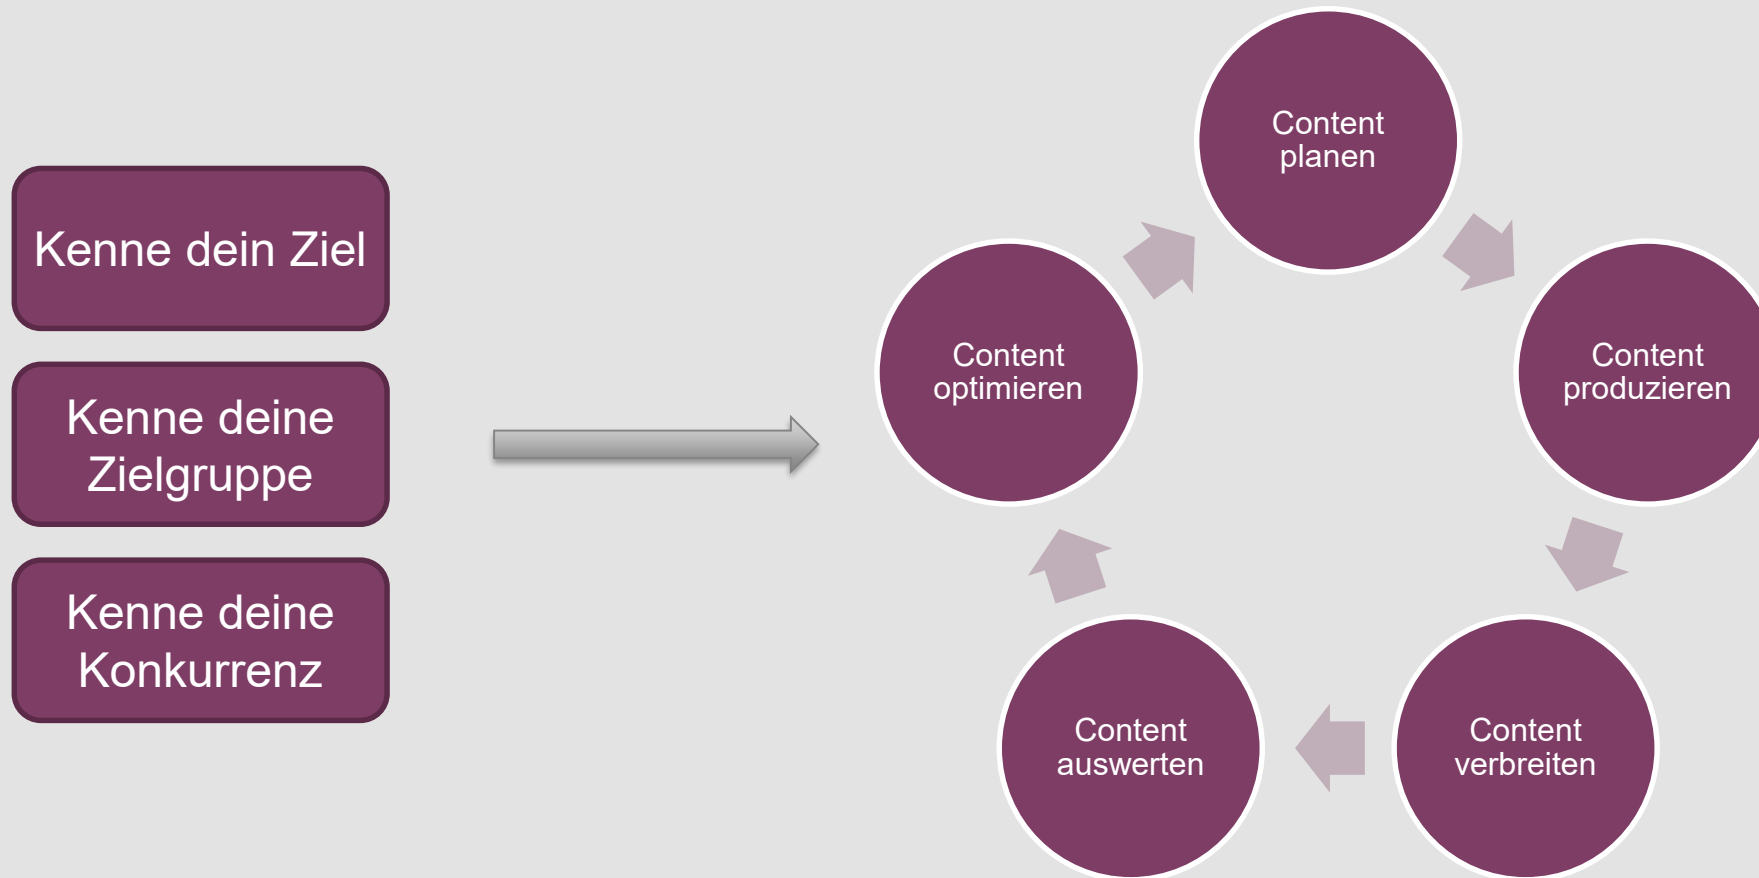 Kenne dein Ziel
Kenne deine
Zielgruppe
Kenne deine
Konkurrenz
Content
planen
Content
produzieren
Content
verbreiten
Content
auswerten
Content
optimieren